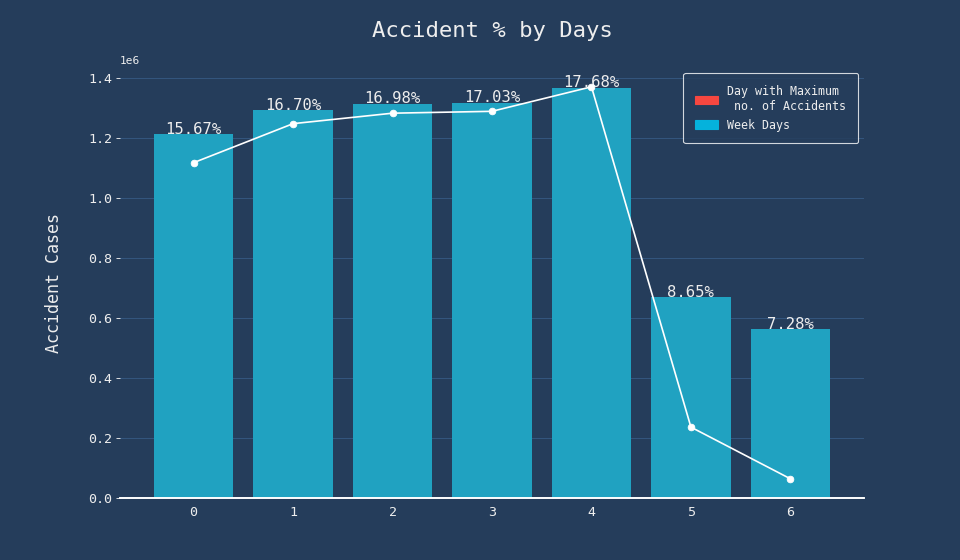 Accident % by Days
1e6
1.4
1.2
1.0
0.8
0.6
0.4
0.2
0.0
Accident Cases
15.67%
16.70%
16.98%
17.03%
17.68%
8.65%
7.28%
Day with Maximum
no. of Accidents
Week Days
0 1 2 3 4 5 6